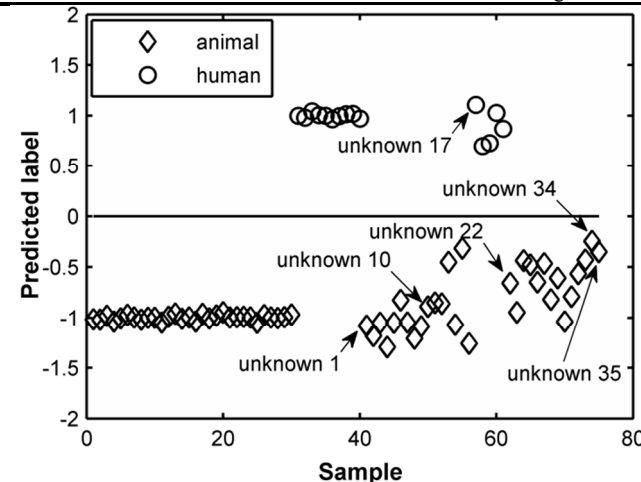 2
animal
1.5
human
1
unknown 17
0.5
unknown 34
0
unknown 22
unknown 10
-0.5
-1
unknown 1
unknown 35
-1.5
-2
0 20 40 60 80
Sample
Predicted label